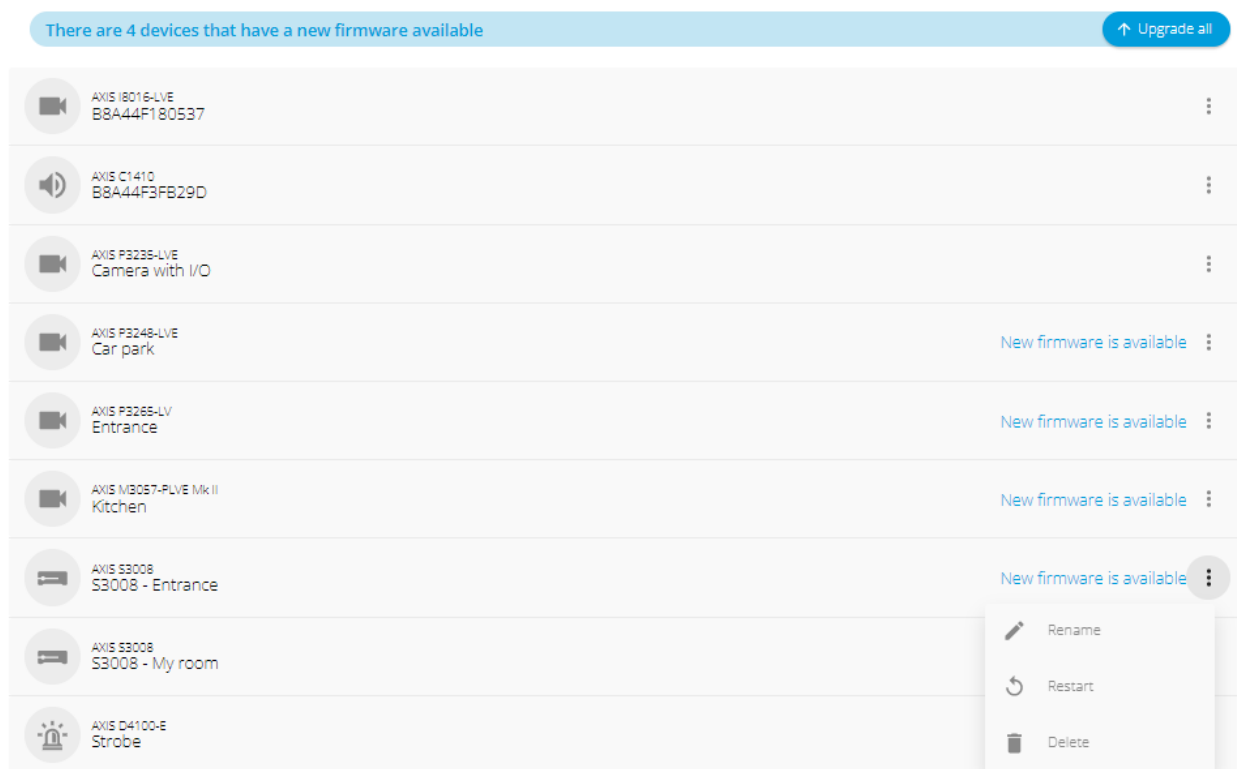 There are 4 devices that have a new firmware available
Upgrade all
AXIS I8016-LVE
B8A44F180537
AXIS C1410
B8A44F3FB29D
AXIS P3235-LVE
Camera with I/O
AXIS P3248-LVE
Car park
New firmware is available
AXIS P3265-LV
Entrance
New firmware is available
AXIS M3057-PLVE Mk II
Kitchen
New firmware is available
AXIS S3008
S3008 - Entrance
New firmware is available
Rename
AXIS S3008
S3008 - My room
Restart
AXIS D4100-E
Strobe
Delete